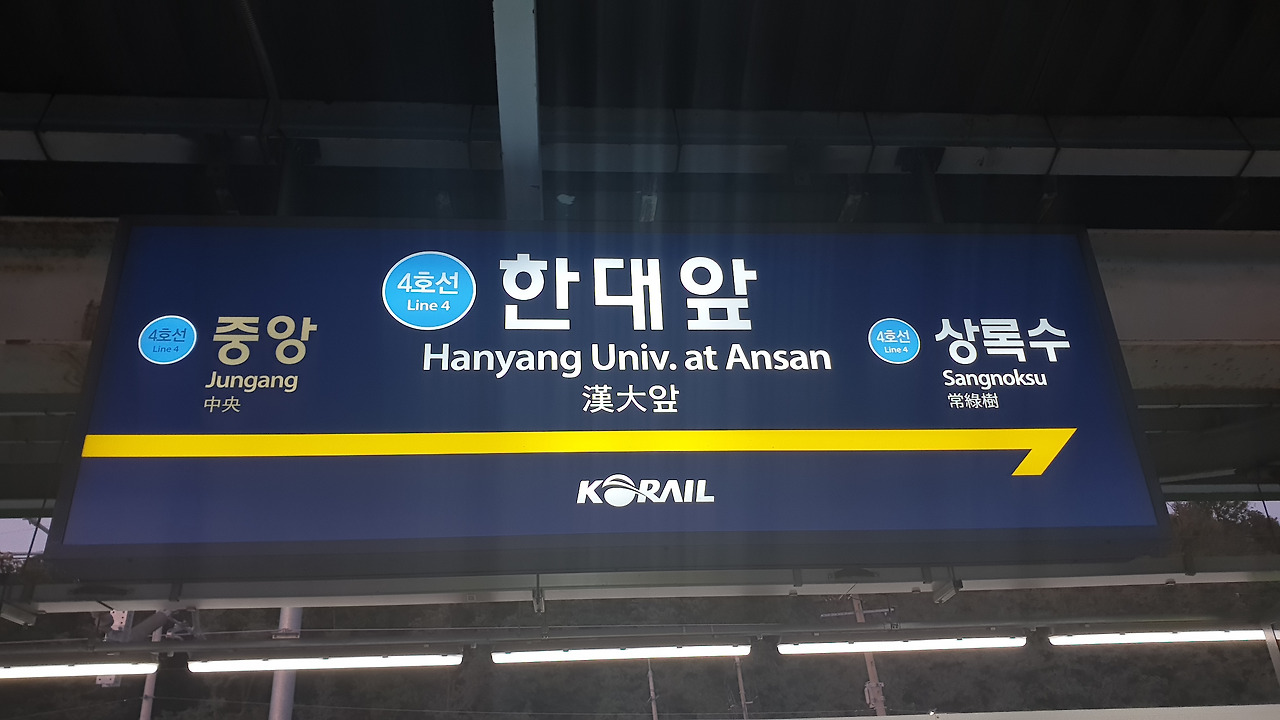 4호선
Line 4
중앙
Jungang
中央
4호선
Line 4
한대앞
Hanyang Univ. at Ansan
漢大앞
4호선
Line 4
상록수
Sangnoksu
常綠樹
KORAIL